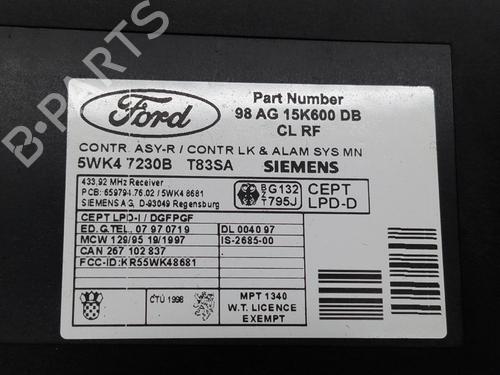 B-PARTS
Ford
Part Number
98 AG 15K600 DB
CL RF
CONTR ASY-R / CONTR LK & ALAM SYS MN
5WK4 7230B T83SA SIEMENS
433,92 MHz Receiver
PCB: 659794.76.02 / 5WK4 8681
SIEMENS AG, D-93049 Regensburg
BG132
T795J
CEPT
LPD-D
CEPT LPD-I / DGFPGF
ED.G.TEL., 07 97 0719
MCW 129/95 19/1997
CAN 267 102 837
FCC-ID:KR55WK48681
DL 0040 97
IS-2685-00
ČTÚ 1998
MPT 1340
W.T. LICENCE
EXEMPT